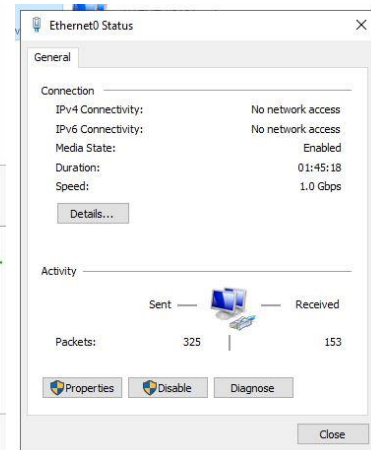 Ethernet0 Status
General
Connection
IPv4 Connectivity: No network access
IPv6 Connectivity: No network access
Media State: Enabled
Duration: 01:45:18
Speed: 1.0 Gbps
Details...
Activity
Sent Received
Packets: 325 153
Properties Disable Diagnose
Close